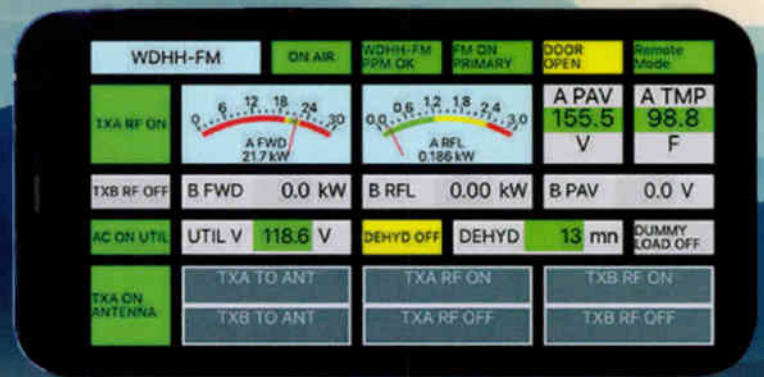 WDHH-FM
ON AIR
WDHH-FM
PPM OK
FM ON
PRIMARY
DOOR
OPEN
Remote
Mode
TXA RF ON
0 6 12 18 24 30
A FWD
21.7 kW
0.0 0.6 1.2 1.8 2.4 3.0
A RFL
0.186 kW
A PAV
155.5
V
A TMP
98.8
F
TXB RF OFF
B FWD 0.0 kW
B RFL 0.00 kW
B PAV 0.0 V
AC ON UTIL
UTIL V 118.6 V
DEHYD OFF
DEHYD 13 mn
DUMMY
LOAD OFF
TXA ON
ANTENNA
TXA TO ANT
TXA RF ON
TXB RF ON
TXB TO ANT
TXA RF OFF
TXB RF OFF